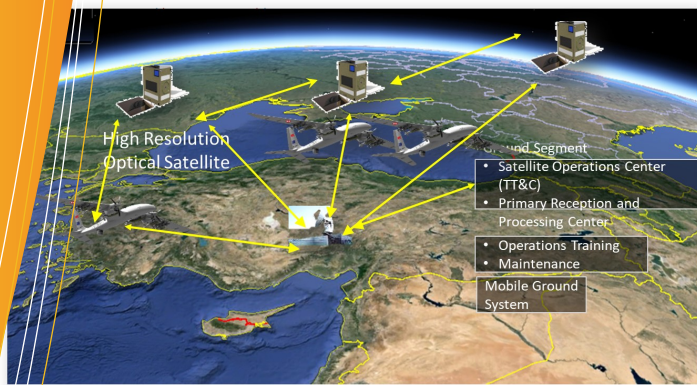 High Resolution
Optical Satellite
Ground Segment
• Satellite Operations Center
(TT&C)
• Primary Reception and
Processing Center
• Operations Training
• Maintenance
Mobile Ground
System